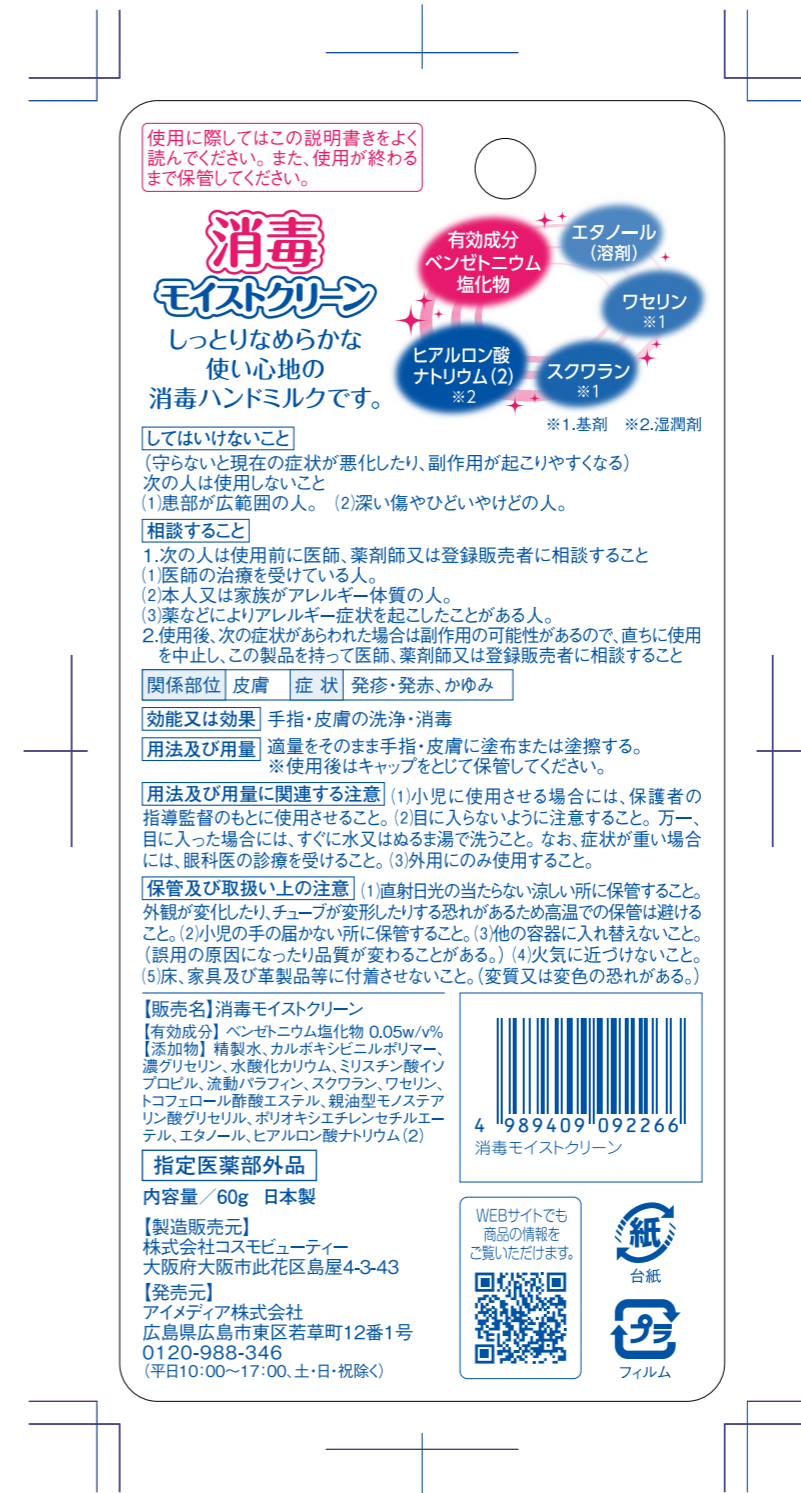 使用に際してはこの説明書きをよく
読んでください。また、使用が終わる
まで保管してください。
消毒
モイストクリーン
しっとりなめらかな
使い心地の
消毒ハンドミルクです。
有効成分
ベンゼトニウム
塩化物
エタノール
(溶剤)
ワセリン
※1
スクワラン
※1
ヒアルロン酸
ナトリウム(2)
※2
※1.基剤　※2.湿潤剤
してはいけないこと
(守らないと現在の症状が悪化したり、副作用が起こりやすくなる)
次の人は使用しないこと
(1)患部が広範囲の人。 (2)深い傷やひどいやけどの人。
相談すること
1.次の人は使用前に医師、薬剤師又は登録販売者に相談すること
(1)医師の治療を受けている人。
(2)本人又は家族がアレルギー体質の人。
(3)薬などによりアレルギー症状を起こしたことがある人。
2.使用後、次の症状があらわれた場合は副作用の可能性があるので、直ちに使用
を中止し、この製品を持って医師、薬剤師又は登録販売者に相談すること
関係部位 皮膚 症状 発疹・発赤、かゆみ
効能又は効果 手指・皮膚の洗浄・消毒
用法及び用量 適量をそのまま手指・皮膚に塗布または塗擦する。
※使用後はキャップをとじて保管してください。
用法及び用量に関連する注意 (1)小児に使用させる場合には、保護者の
指導監督のもとに使用させること。(2)目に入らないように注意すること。万一、
目に入った場合には、すぐに水又はぬるま湯で洗うこと。なお、症状が重い場合
には、眼科医の診療を受けること。(3)外用にのみ使用すること。
保管及び取扱い上の注意 (1)直射日光の当たらない涼しい所に保管すること。
外観が変化したり、チューブが変形したりする恐れがあるため高温での保管は避ける
こと。(2)小児の手の届かない所に保管すること。(3)他の容器に入れ替えないこと。
(誤用の原因になったり品質が変わることがある。)(4)火気に近づけないこと。
(5)床、家具及び革製品等に付着させないこと。(変質又は変色の恐れがある。)
【販売名】消毒モイストクリーン
【有効成分】ベンゼトニウム塩化物 0.05w/v%
【添加物】精製水、カルボキシビニルポリマー、
濃グリセリン、水酸化カリウム、ミリスチン酸イソ
プロピル、流動パラフィン、スクワラン、ワセリン、
トコフェロール酢酸エステル、親油型モノステア
リン酸グリセリル、ポリオキシエチレンセチルエー
テル、エタノール、ヒアルロン酸ナトリウム(2)
指定医薬部外品
内容量/60g 日本製
【製造販売元】
株式会社コスモビューティー
大阪府大阪市此花区島屋4-3-43
【発売元】
アイメディア株式会社
広島県広島市東区若草町12番1号
0120-988-346
(平日10:00〜17:00、土・日・祝除く)
4 989409 092266
消毒モイストクリーン
WEBサイトでも
商品の情報を
ご覧いただけます。
紙
台紙
プラ
フィルム